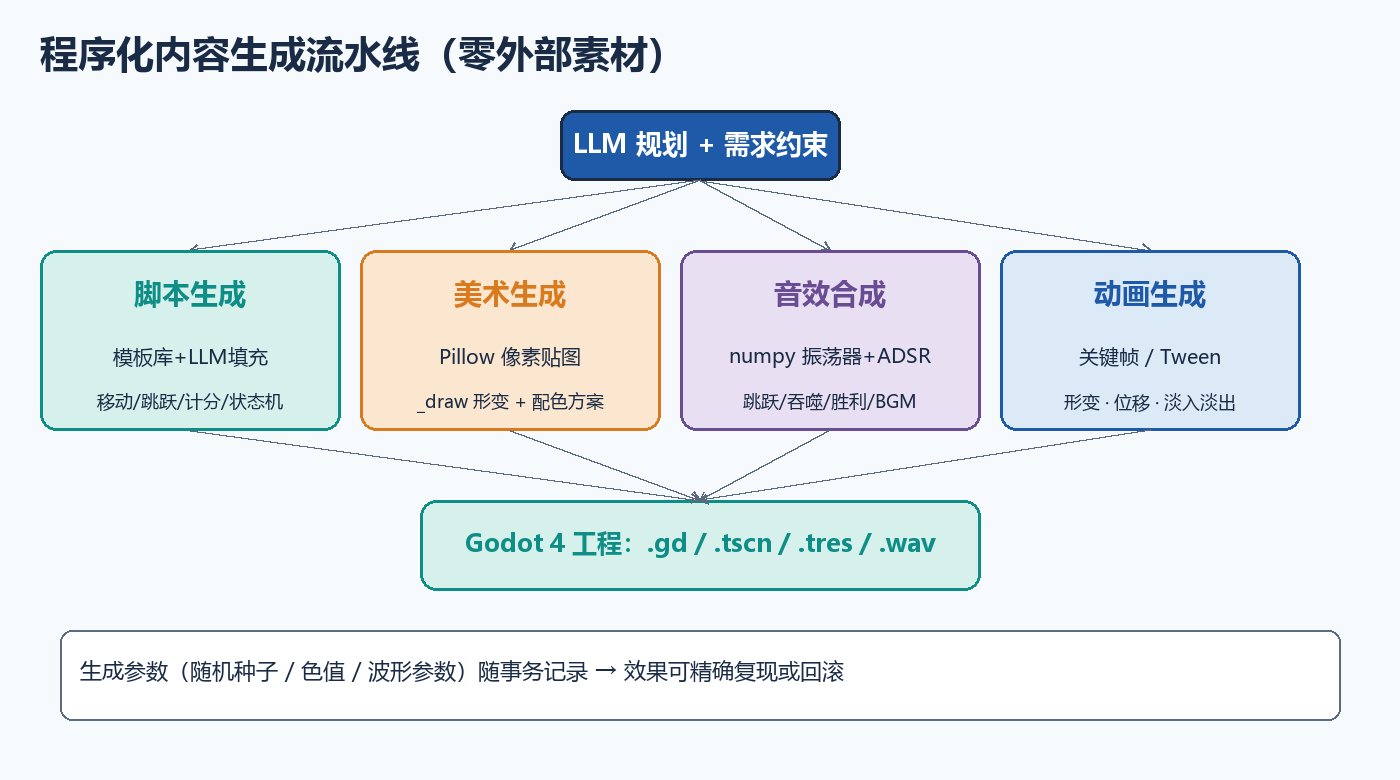 程序化内容生成流水线（零外部素材）
LLM 规划 + 需求约束
脚本生成
模板库+LLM填充
移动/跳跃/计分/状态机
美术生成
Pillow 像素贴图
_draw 形变 + 配色方案
音效合成
numpy 振荡器+ADSR
跳跃/吞噬/胜利/BGM
动画生成
关键帧 / Tween
形变 · 位移 · 淡入淡出
Godot 4 工程：.gd / .tscn / .tres / .wav
生成参数（随机种子 / 色值 / 波形参数）随事务记录 → 效果可精确复现或回滚